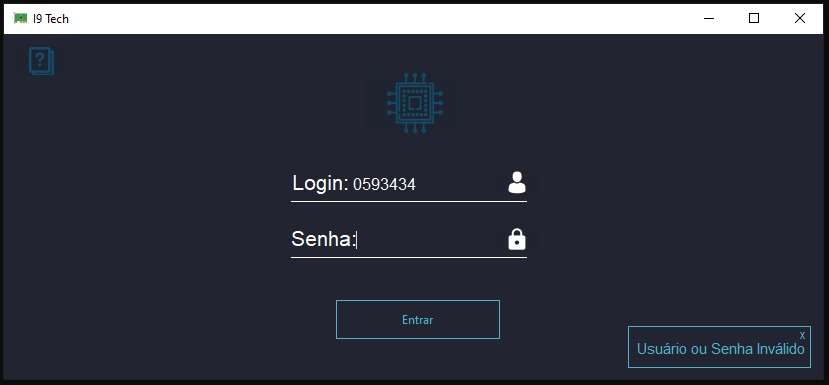 I9 Tech
?
Login: 0593434
Senha:
Entrar
x
Usuário ou Senha Inválido